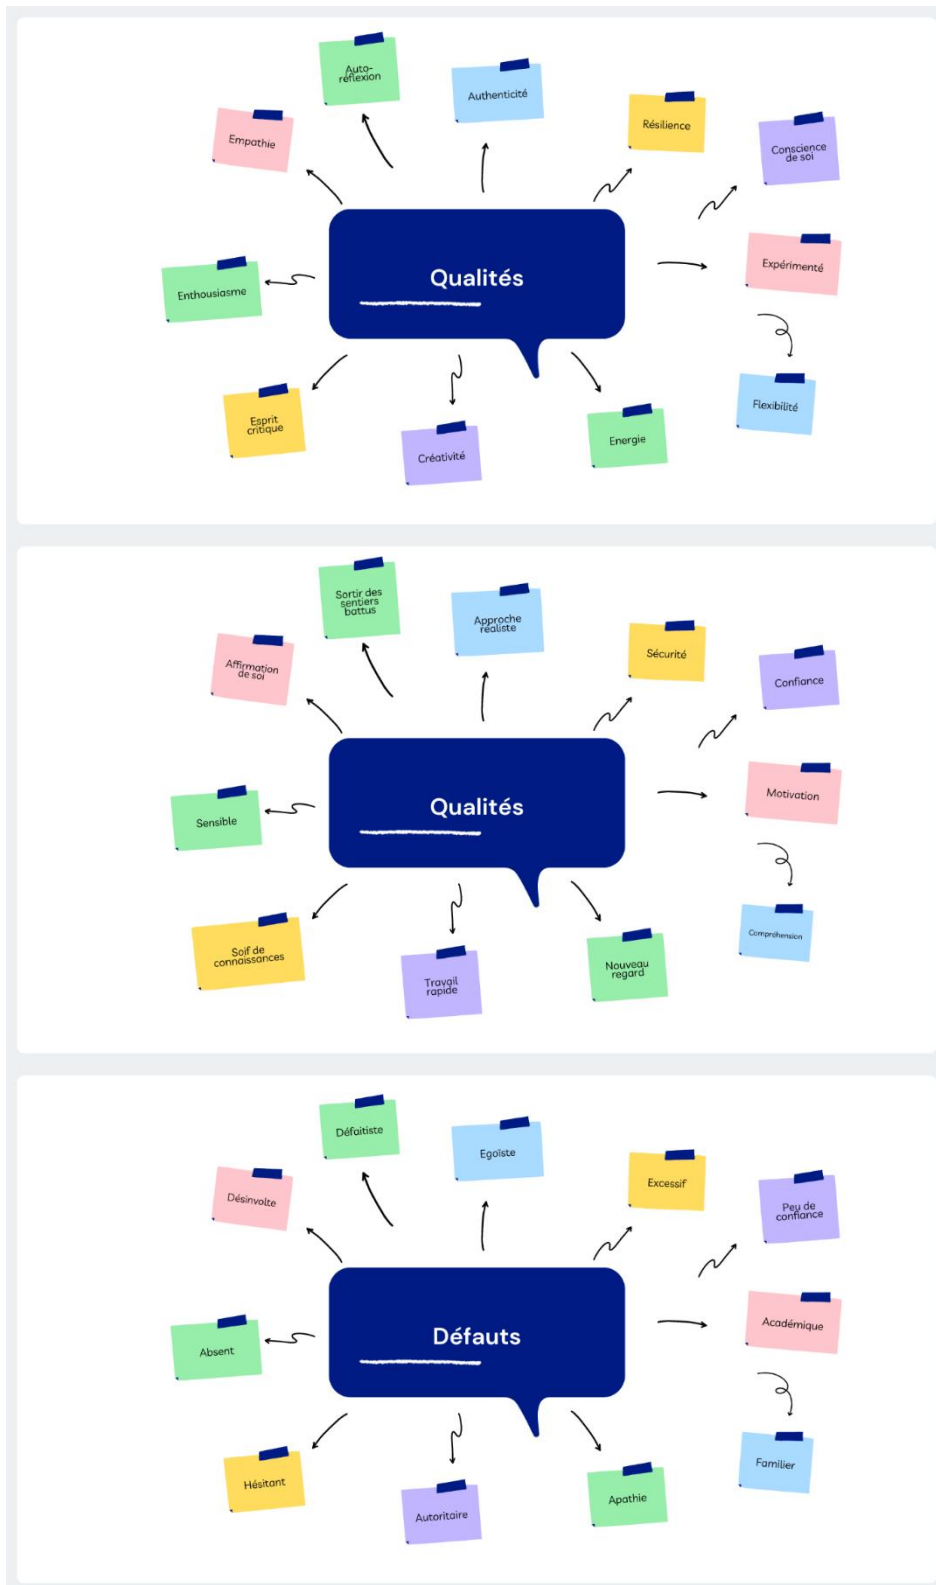 Auto-
réflexion
Authenticité
Résilience
Conscience
de soi
Empathie
Qualités
Expérimenté
Enthousiasme
Flexibilité
Esprit
critique
Créativité
Energie
Sortir des
sentiers
battus
Approche
réaliste
Sécurité
Confiance
Affirmation
de soi
Qualités
Motivation
Sensible
Compréhension
Soif de
connaissances
Travail
rapide
Nouveau
regard
Défaitiste
Egoïste
Excessif
Peu de
confiance
Désinvolte
Défauts
Académique
Absent
Familier
Hésitant
Autoritaire
Apathie